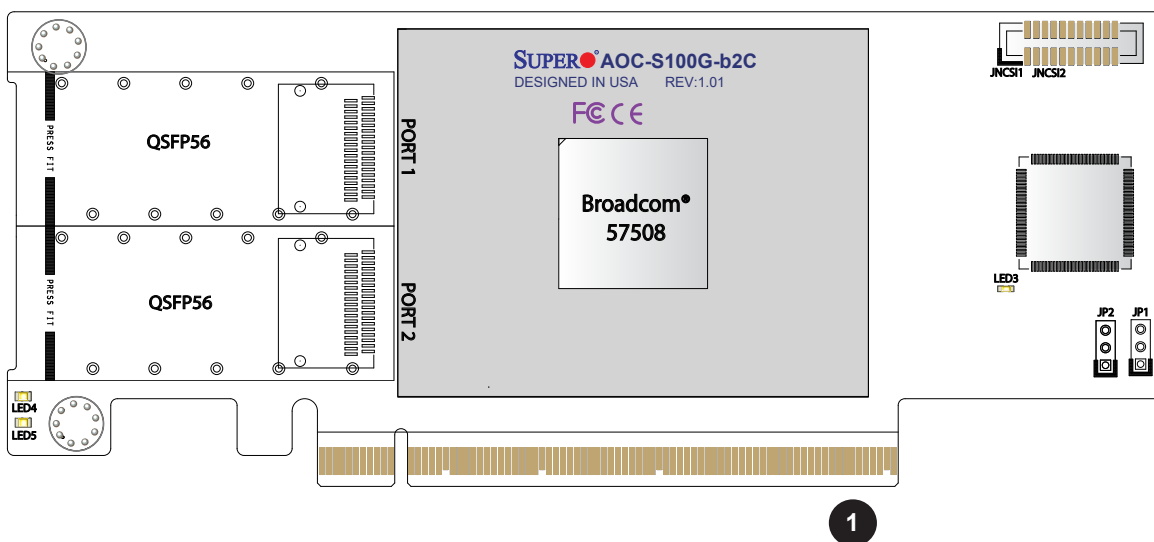 SUPER® AOC-S100G-b2C
DESIGNED IN USA REV:1.01
FC CE
JNCSI1 JNCSI2
PRESS FIT
QSFP56
PORT 1
Broadcom®
57508
LED3
PRESS FIT
QSFP56
PORT 2
JP2 JP1
LED4
LED5
1